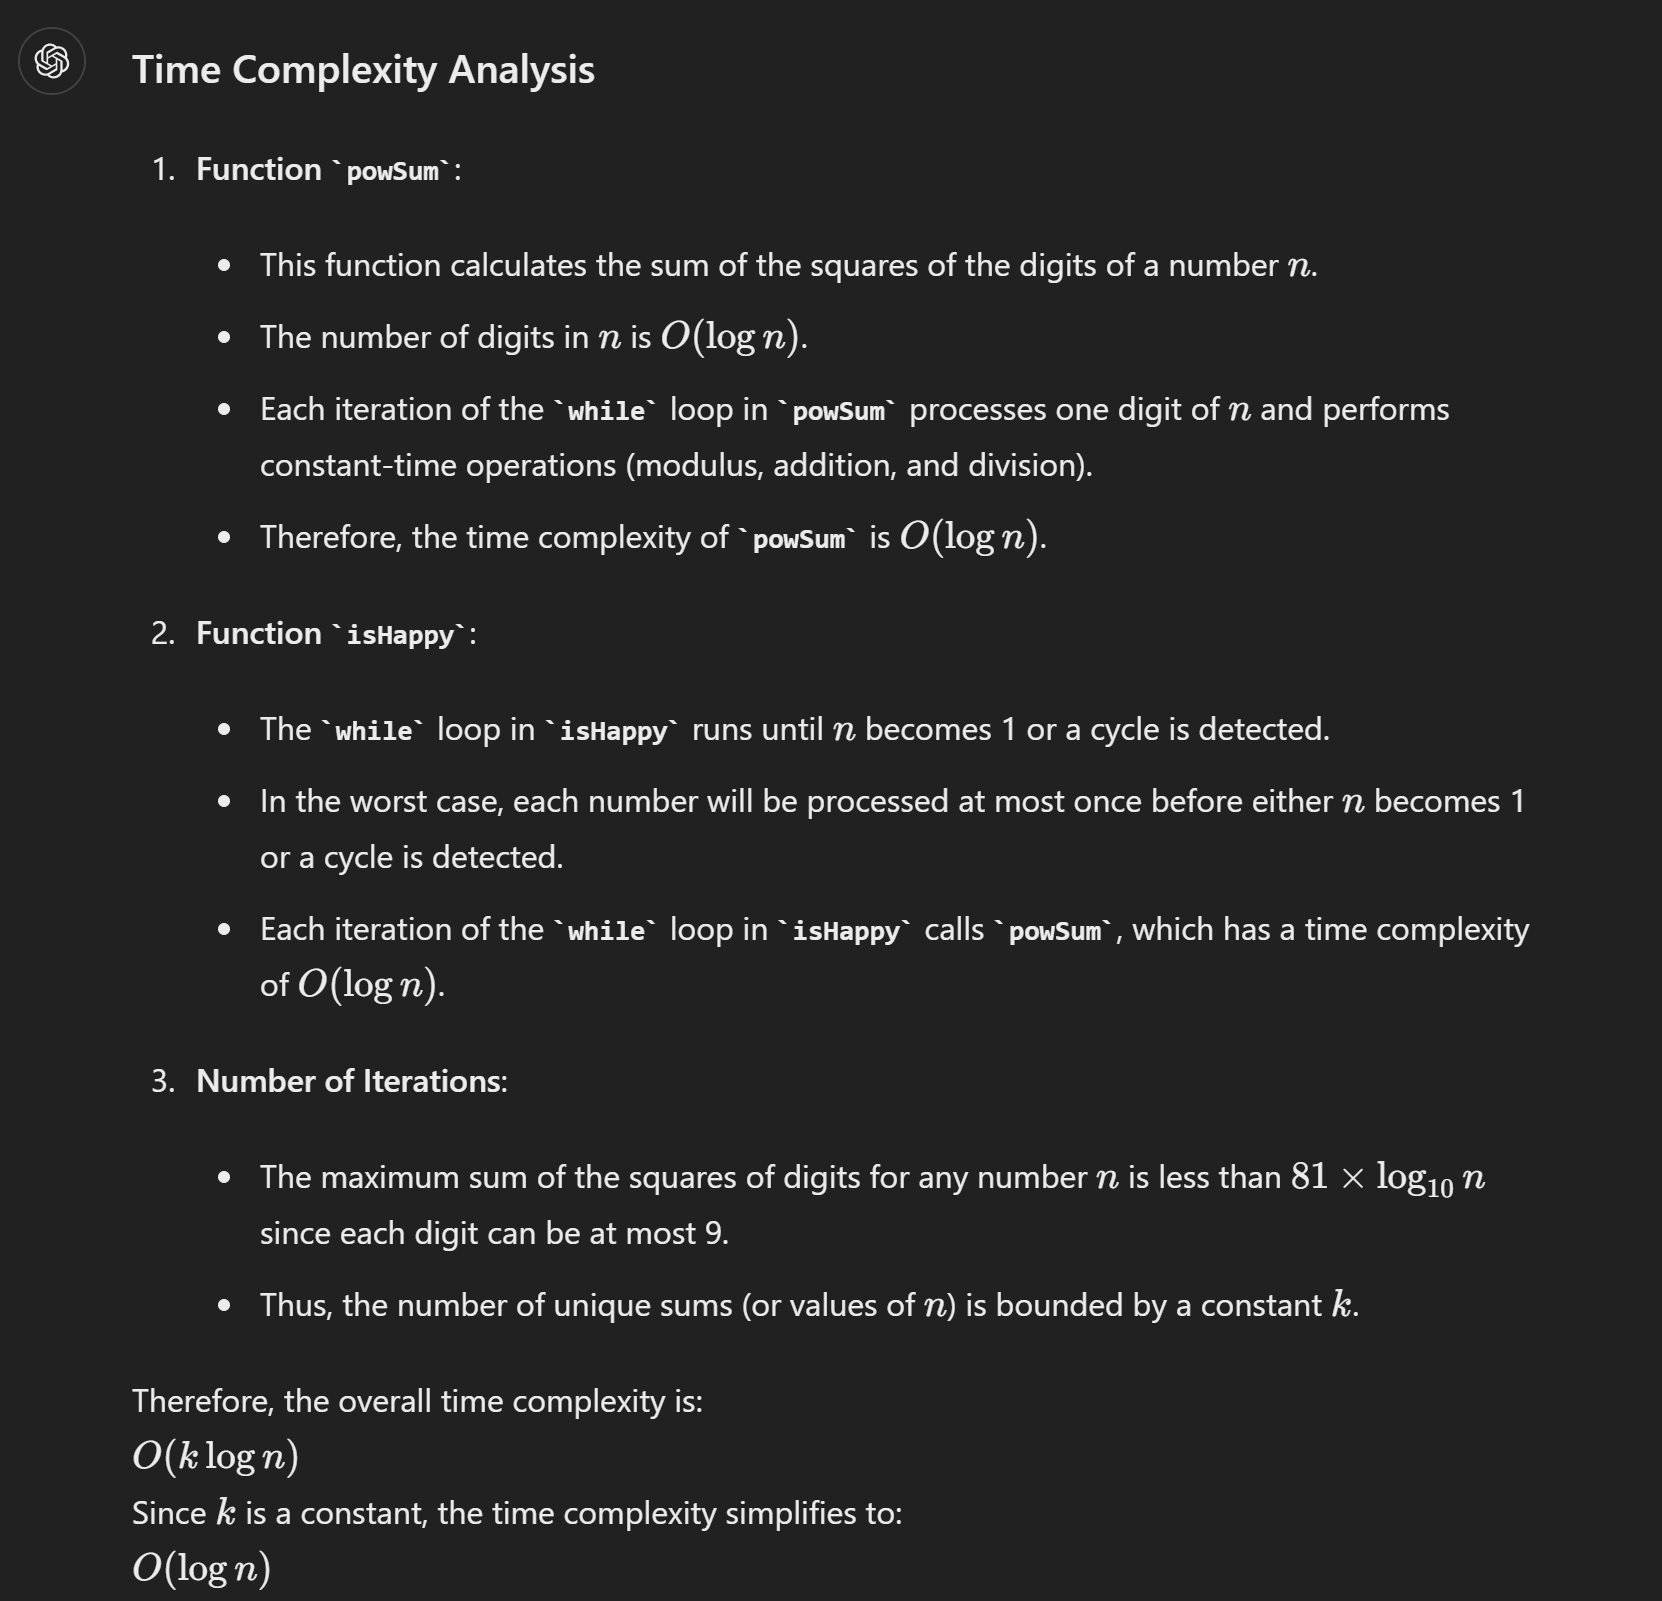 Time Complexity Analysis
1. Function `powSum`:
• This function calculates the sum of the squares of the digits of a number n.
• The number of digits in n is O(log n).
• Each iteration of the `while` loop in `powSum` processes one digit of n and performs
constant-time operations (modulus, addition, and division).
• Therefore, the time complexity of `powSum` is O(log n).
2. Function `isHappy`:
• The `while` loop in `isHappy` runs until n becomes 1 or a cycle is detected.
• In the worst case, each number will be processed at most once before either n becomes 1
or a cycle is detected.
• Each iteration of the `while` loop in `isHappy` calls `powSum`, which has a time complexity
of O(log n).
3. Number of Iterations:
• The maximum sum of the squares of digits for any number n is less than 81 × log₁₀ n
since each digit can be at most 9.
• Thus, the number of unique sums (or values of n) is bounded by a constant k.
Therefore, the overall time complexity is:
O(k log n)
Since k is a constant, the time complexity simplifies to:
O(log n)